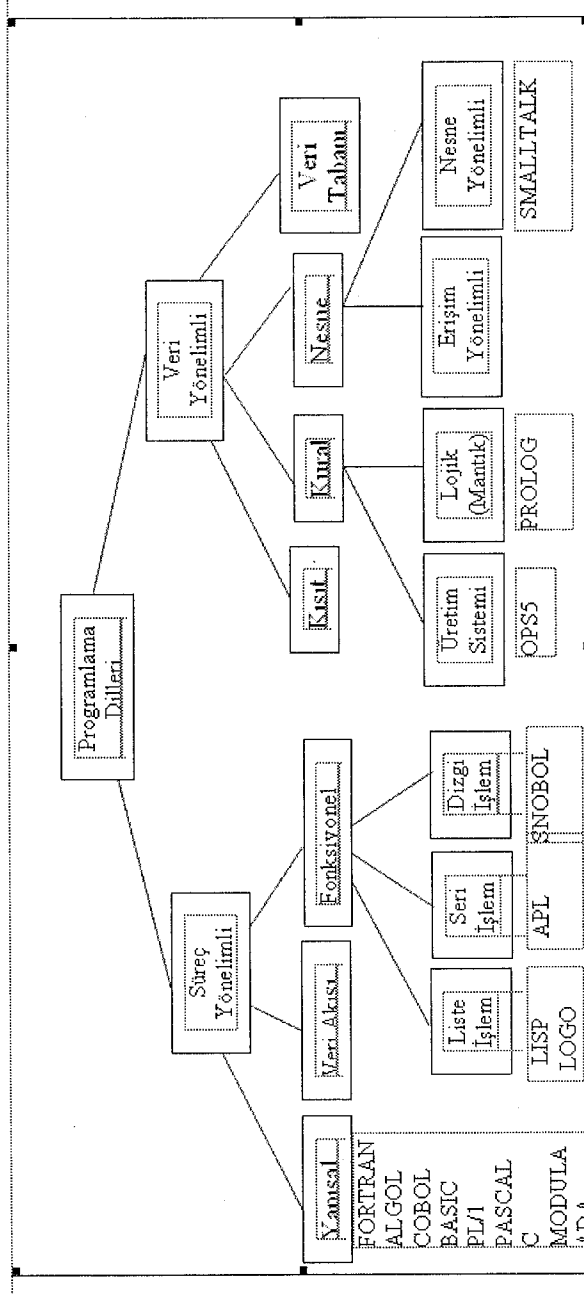 Programlama
Dilleri
Süreç
Yönelimli
Veri
Yönelimli
Yapısal
Veri Akışı
Fonksiyonel
Kısıt
Kural
Nesne
Veri
Tabanı
Liste
İşlem
Seri
İşlem
Dizgi
İşlem
Üretim
Sistemi
Lojik
(Mantık)
Erişim
Yönelimli
Nesne
Yönelimli
FORTRAN
ALGOL
COBOL
BASIC
PL/1
PASCAL
C
MODULA
ADA
LISP
LOGO
APL
SNOBOL
OPS5
PROLOG
SMALLTALK